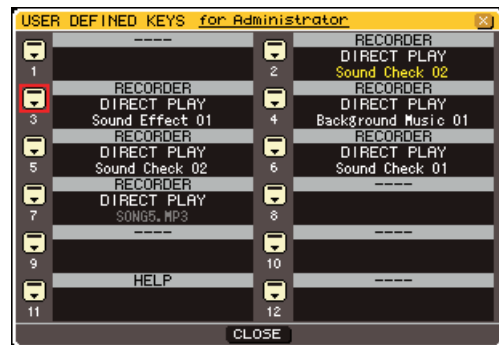 USER DEFINED KEYS for Administrator
----
1
RECORDER
DIRECT PLAY
Sound Check 02
2
RECORDER
DIRECT PLAY
Sound Effect 01
3
RECORDER
DIRECT PLAY
Background Music 01
4
RECORDER
DIRECT PLAY
Sound Check 02
5
RECORDER
DIRECT PLAY
Sound Check 01
6
RECORDER
DIRECT PLAY
SONG5.MP3
7
----
8
----
9
----
10
HELP
11
----
12
CLOSE